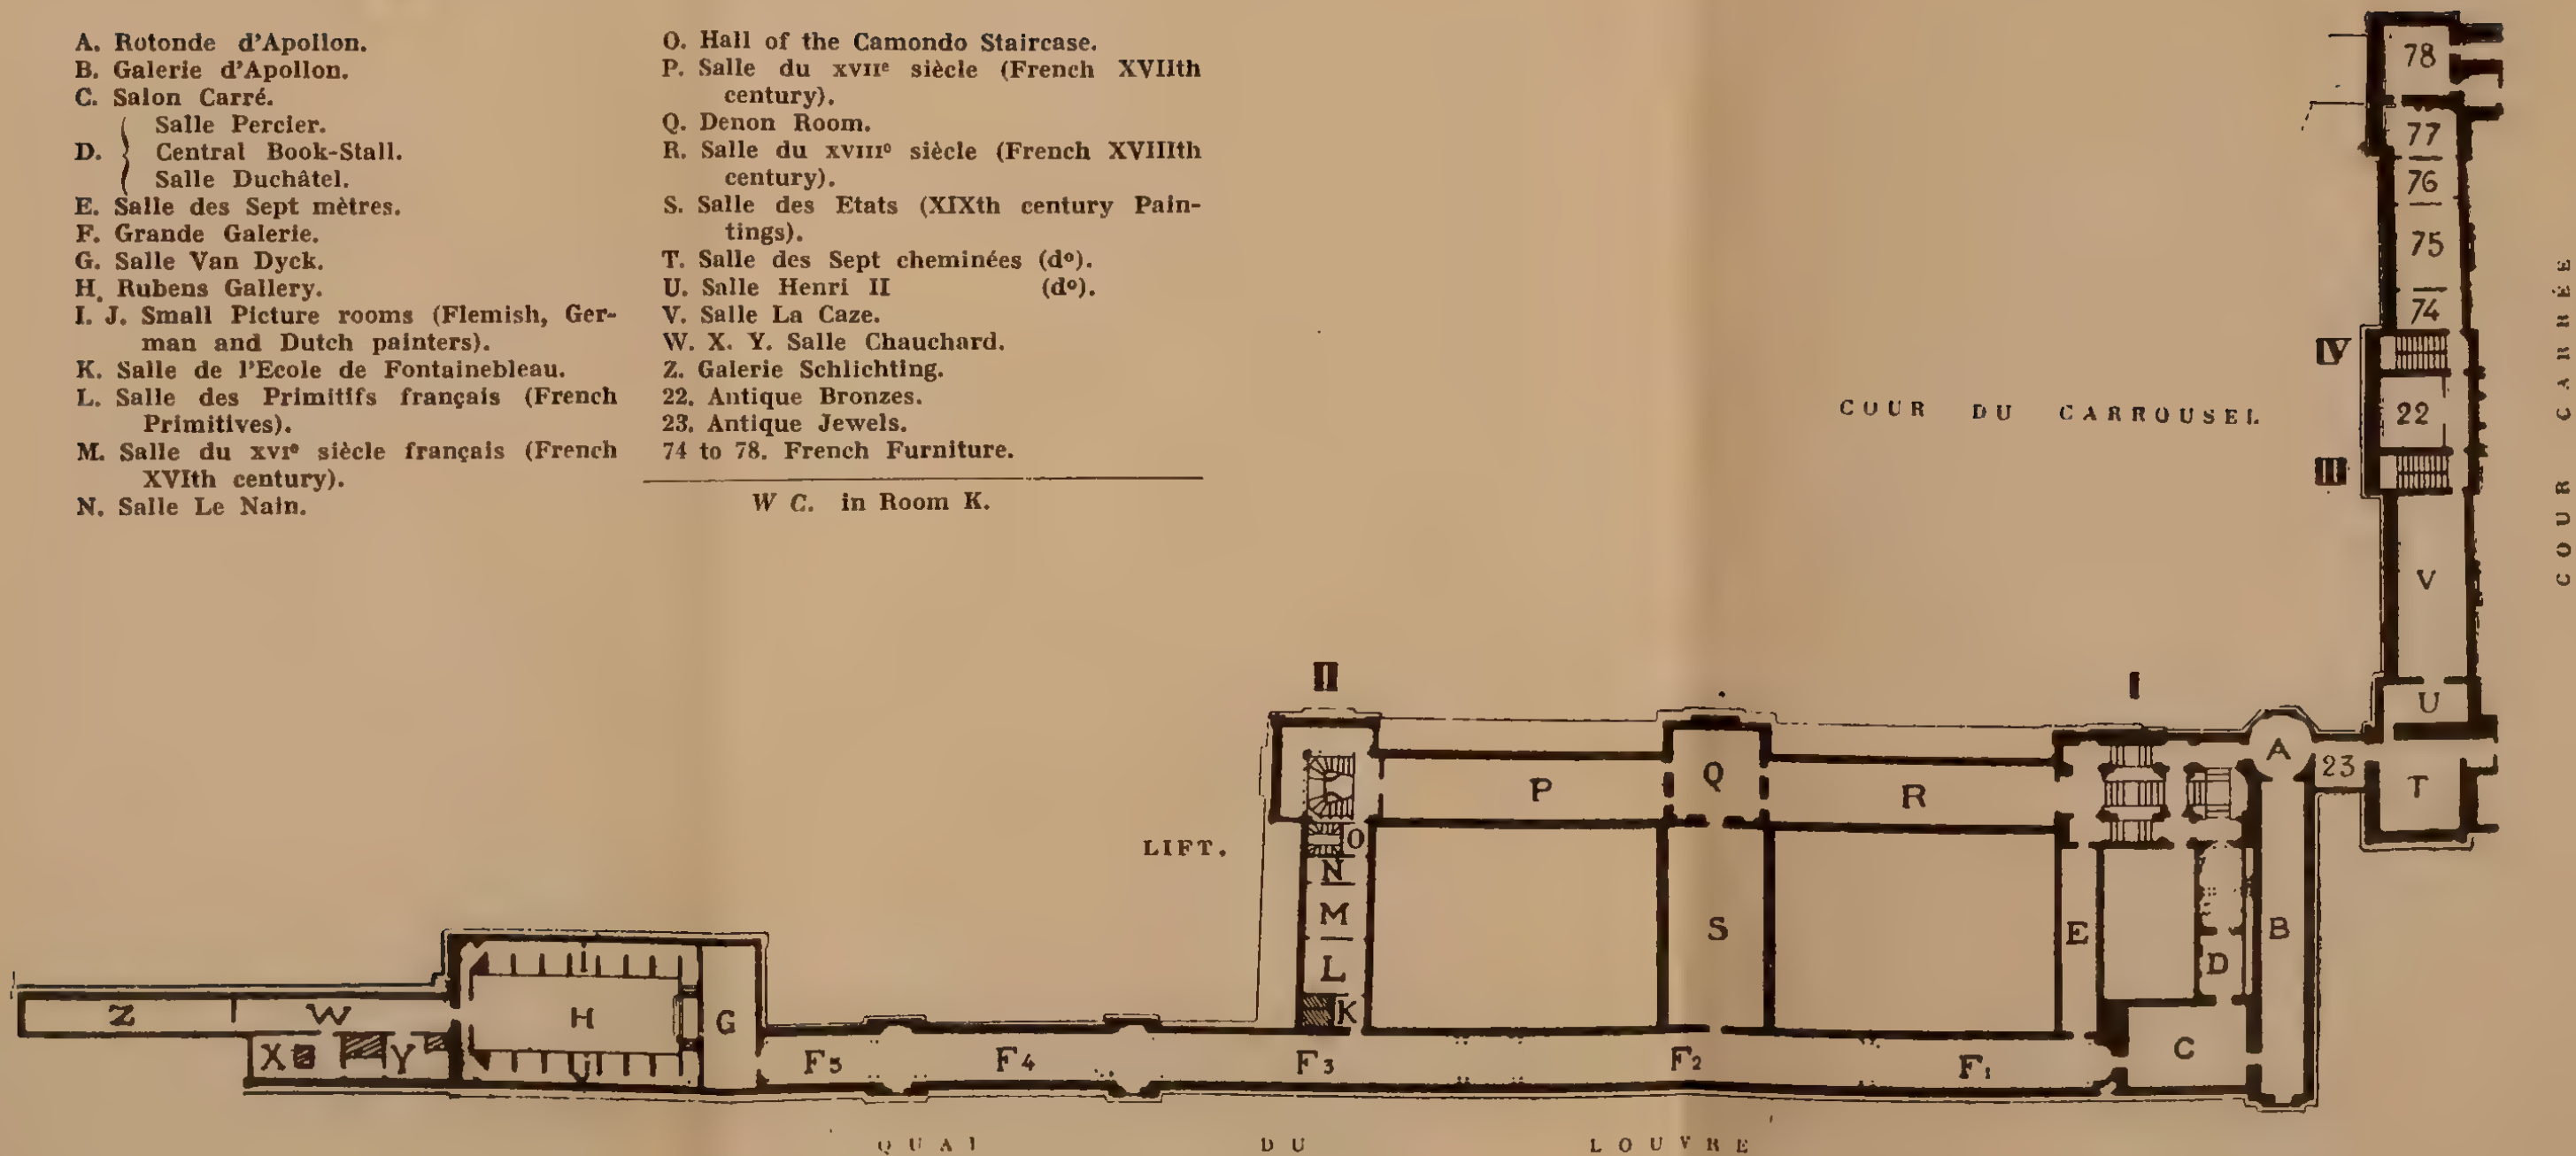 A. Rotonde d'Apollon.
B. Galerie d'Apollon.
C. Salon Carré.
Salle Percier.
D. Central Book-Stall.
Salle Duchâtel.
E. Salle des Sept mètres.
F. Grande Galerie.
G. Salle Van Dyck.
H. Rubens Gallery.
I. J. Small Picture rooms (Flemish, Ger-
man and Dutch painters).
K. Salle de l'Ecole de Fontainebleau.
L. Salle des Primitifs français (French
Primitives).
M. Salle du XVIᵉ siècle français (French
XVIth century).
N. Salle Le Nain.
O. Hall of the Camondo Staircase.
P. Salle du XVIIᵉ siècle (French XVIIth
century).
Q. Denon Room.
R. Salle du XVIIIᵉ siècle (French XVIIIth
century).
S. Salle des Etats (XIXth century Pain-
tings).
T. Salle des Sept cheminées (dº).
U. Salle Henri II (dº).
V. Salle La Caze.
W. X. Y. Salle Chauchard.
Z. Galerie Schlichting.
22. Antique Bronzes.
23. Antique Jewels.
74 to 78. French Furniture.
W C. in Room K.
78
77
76
75
74
IV
22
III
V
U
COUR DU CARROUSEL
COUR CARRÉE
II
I
A
23
T
P
Q
R
LIFT.
O
N
M
L
K
S
E
D
B
C
Z
W
X
Y
I
H
J
G
F5
F4
F3
F2
F1
QUAI DU LOUVRE